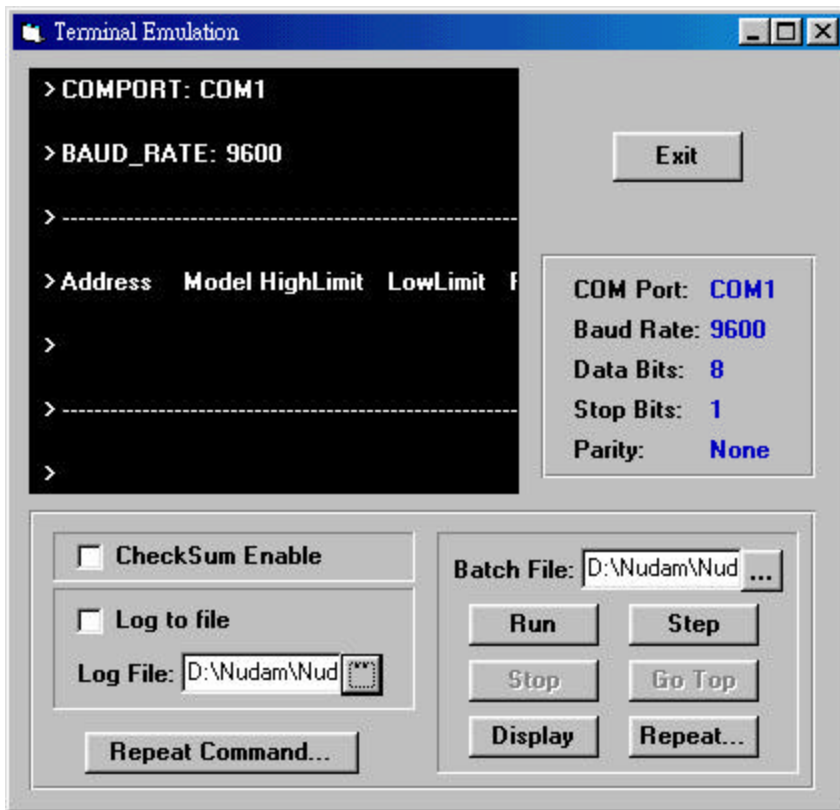 Terminal Emulation
>COMPORT: COM1
>BAUD_RATE: 9600
>---------------------------------------------------------
>Address Model HighLimit LowLimit
>
>---------------------------------------------------------
>
Exit
COM Port: COM1
Baud Rate: 9600
Data Bits: 8
Stop Bits: 1
Parity: None
CheckSum Enable
Log to file
Log File: D:\Nudam\Nud
Repeat Command...
Batch File: D:\Nudam\Nud ...
Run Step
Stop Go Top
Display Repeat...